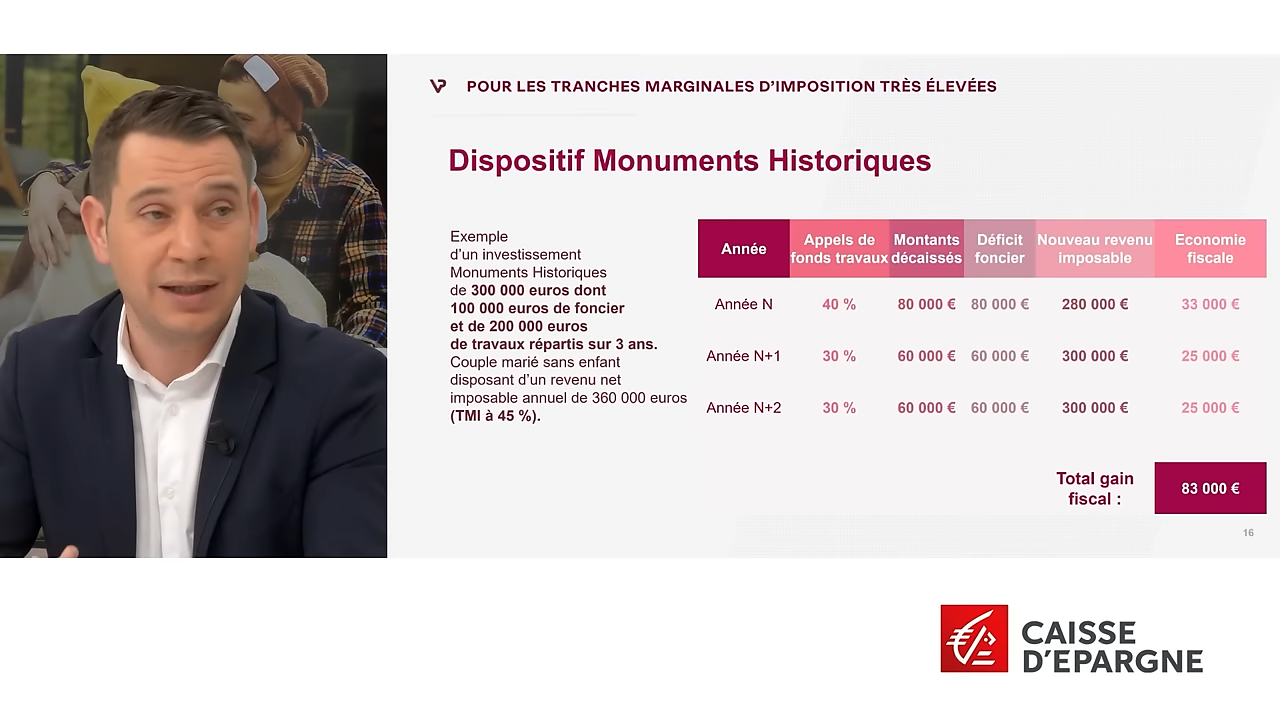 VP POUR LES TRANCHES MARGINALES D’IMPOSITION TRÈS ÉLEVÉES
Dispositif Monuments Historiques
Exemple
d’un investissement
Monuments Historiques
de 300 000 euros dont
100 000 euros de foncier
et de 200 000 euros
de travaux répartis sur 3 ans.
Couple marié sans enfant
disposant d’un revenu net
imposable annuel de 360 000 euros
(TMI à 45 %).
Année Appels de fonds travaux Montants décaissés Déficit foncier Nouveau revenu imposable Economie fiscale
Année N 40 % 80 000 € 80 000 € 280 000 € 33 000 €
Année N+1 30 % 60 000 € 60 000 € 300 000 € 25 000 €
Année N+2 30 % 60 000 € 60 000 € 300 000 € 25 000 €
Total gain
fiscal : 83 000 €
16
CAISSE
D’EPARGNE